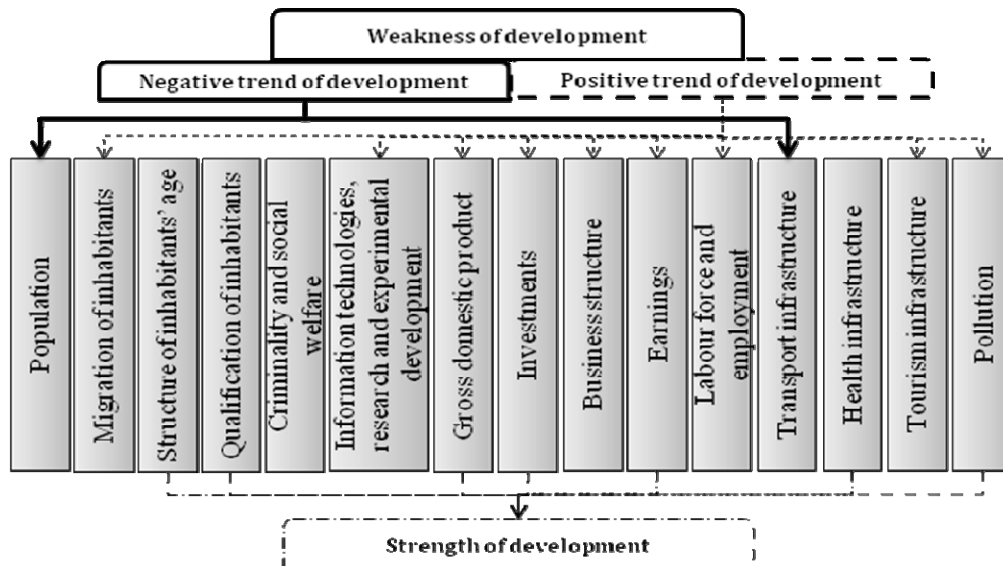 Weakness of development
Negative trend of development
Positive trend of development
Population
Migration of inhabitants
Structure of inhabitants' age
Qualification of inhabitants
Criminality and social
welfare
Information technologies,
research and experimental
development
Gross domestic product
Investments
Business structure
Earnings
Labour force and
employment
Transport infrastructure
Health infrastructure
Tourism infrastructure
Pollution
Strength of development